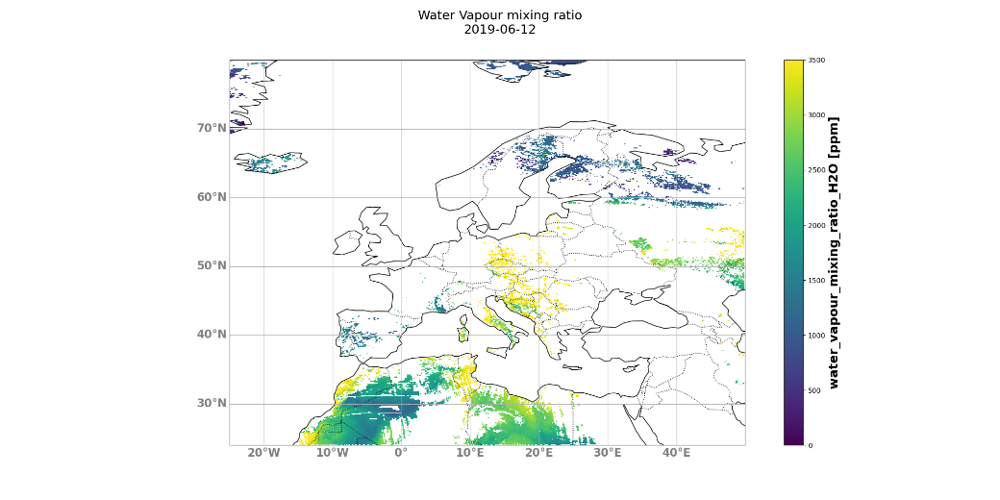 Water Vapour mixing ratio
2019-06-12
70°N
60°N
50°N
40°N
30°N
20°W
10°W
0°
10°E
20°E
30°E
40°E
3500
3000
2500
2000
1500
1000
500
0
water_vapour_mixing_ratio_H2O [ppm]